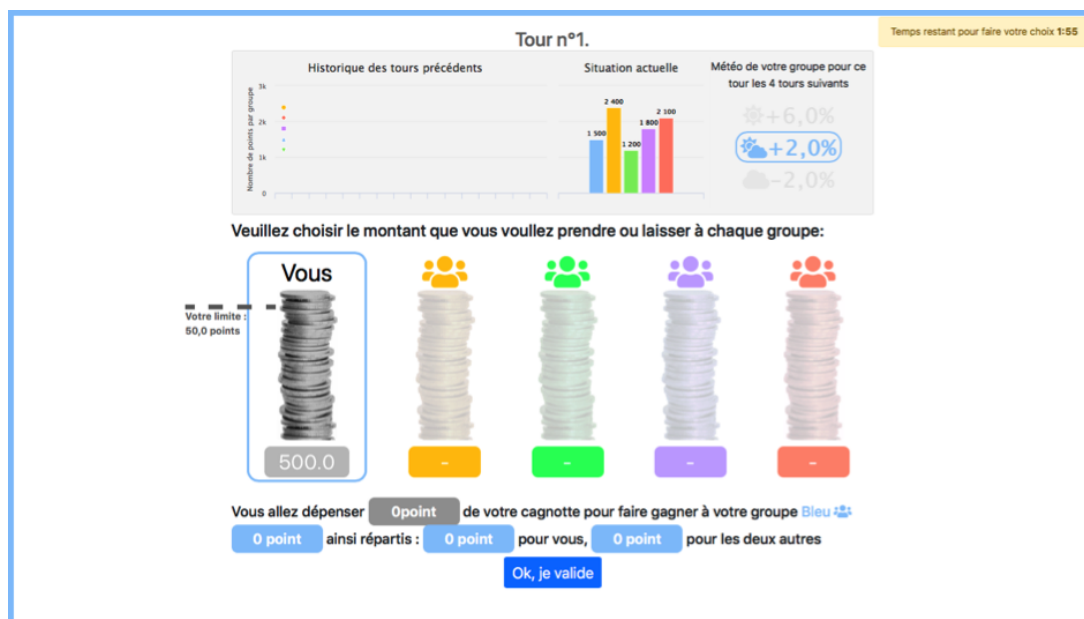 Temps restant pour faire votre choix 1:55
Tour n°1.
Historique des tours précédents
Situation actuelle
Météo de votre groupe pour ce
tour les 4 tours suivants
Nombre de points par groupe
3k
2k
1k
0
1 500
2 400
1 200
1 800
2 100
+6,0%
+2,0%
-2,0%
Veuillez choisir le montant que vous voullez prendre ou laisser à chaque groupe:
Vous
Votre limite :
50,0 points
500.0
-
-
-
-
Vous allez dépenser 0point de votre cagnotte pour faire gagner à votre groupe Bleu
0 point ainsi répartis : 0 point pour vous, 0 point pour les deux autres
Ok, je valide